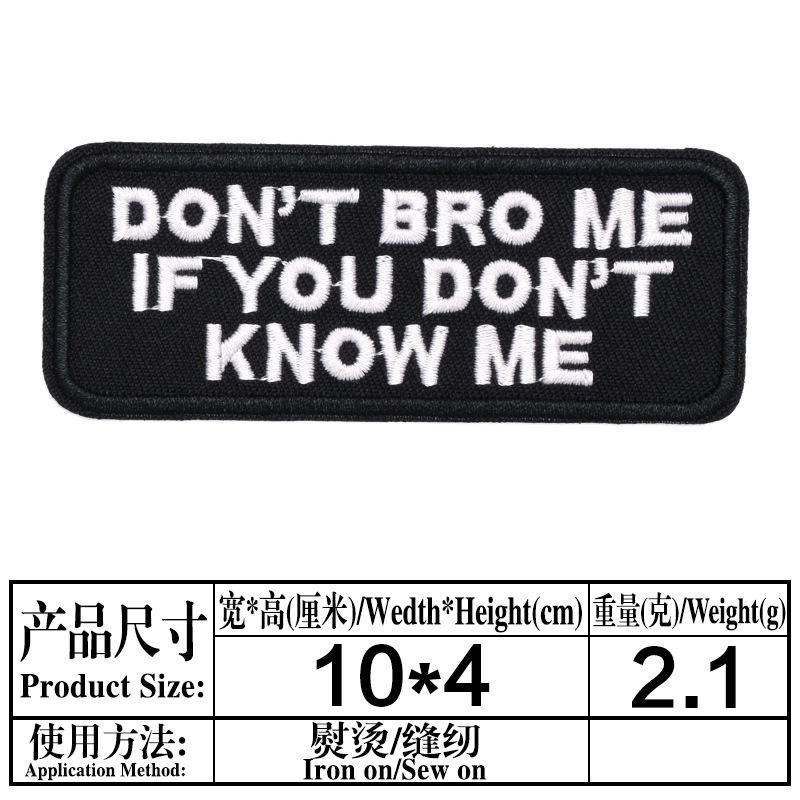 DON'T BRO ME
IF YOU DON'T
KNOW ME
产品尺寸
Product Size:
宽*高(厘米)/Wedth*Height(cm)
重量(克)/Weight(g)
10*4
2.1
使用方法:
Application Method:
熨烫/缝纫
Iron on/Sew on